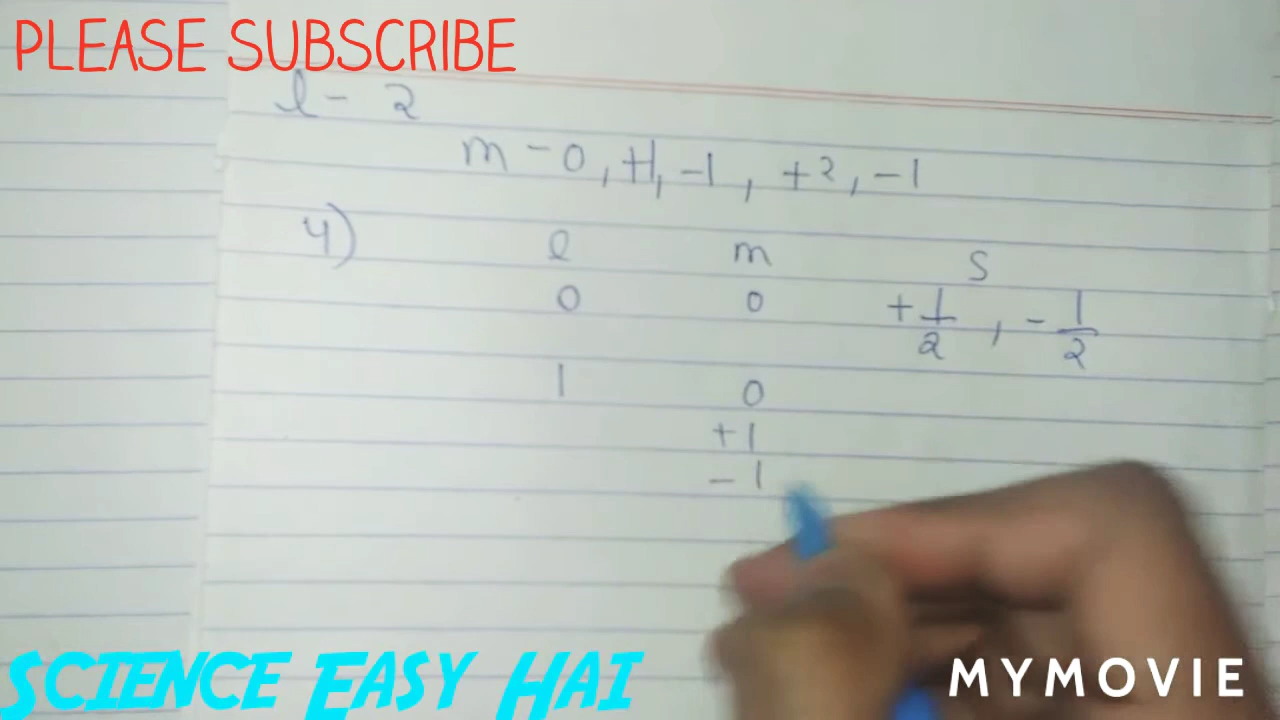 PLEASE SUBSCRIBE
l - 2
m - 0, +1, -1, +2, -1
4) l m S
0 0 +1/2, -1/2
1 0
+1
-1
SCIENCE EASY HAI
MYMOVIE